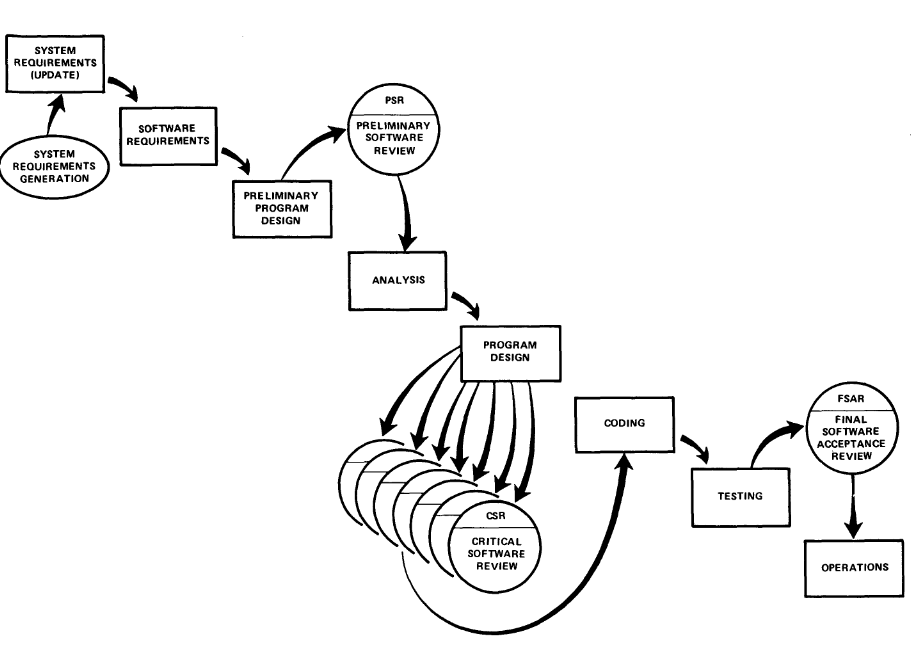 SYSTEM
REQUIREMENTS
(UPDATE)
SYSTEM
REQUIREMENTS
GENERATION
SOFTWARE
REQUIREMENTS
PRELIMINARY
PROGRAM
DESIGN
PSR
PRELIMINARY
SOFTWARE
REVIEW
ANALYSIS
PROGRAM
DESIGN
CSR
CRITICAL
SOFTWARE
REVIEW
CODING
TESTING
FSAR
FINAL
SOFTWARE
ACCEPTANCE
REVIEW
OPERATIONS